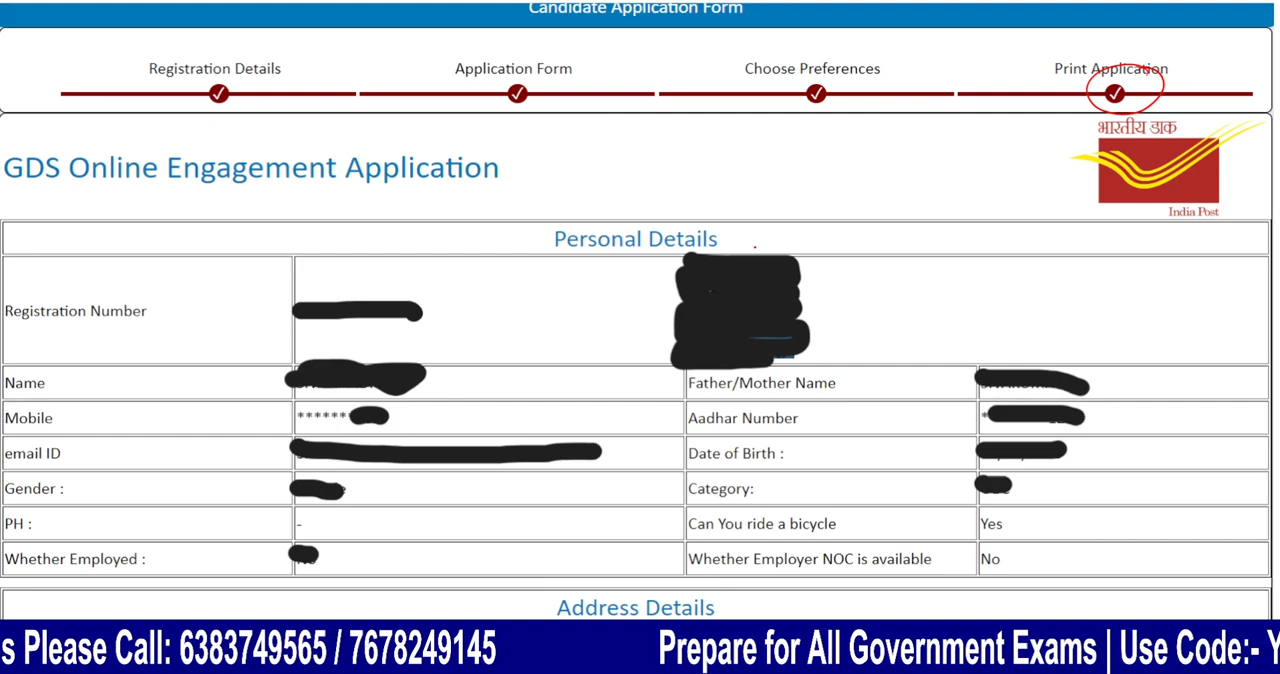 Candidate Application Form
Registration Details Application Form Choose Preferences Print Application
भारतीय डाक
GDS Online Engagement Application
India Post
Personal Details
Registration Number
Name Father/Mother Name
Mobile ******* Aadhar Number *
email ID Date of Birth :
Gender : Category:
PH : - Can You ride a bicycle Yes
Whether Employed : Whether Employer NOC is available No
Address Details
s Please Call: 6383749565 / 7678249145 Prepare for All Government Exams | Use Code:- Y